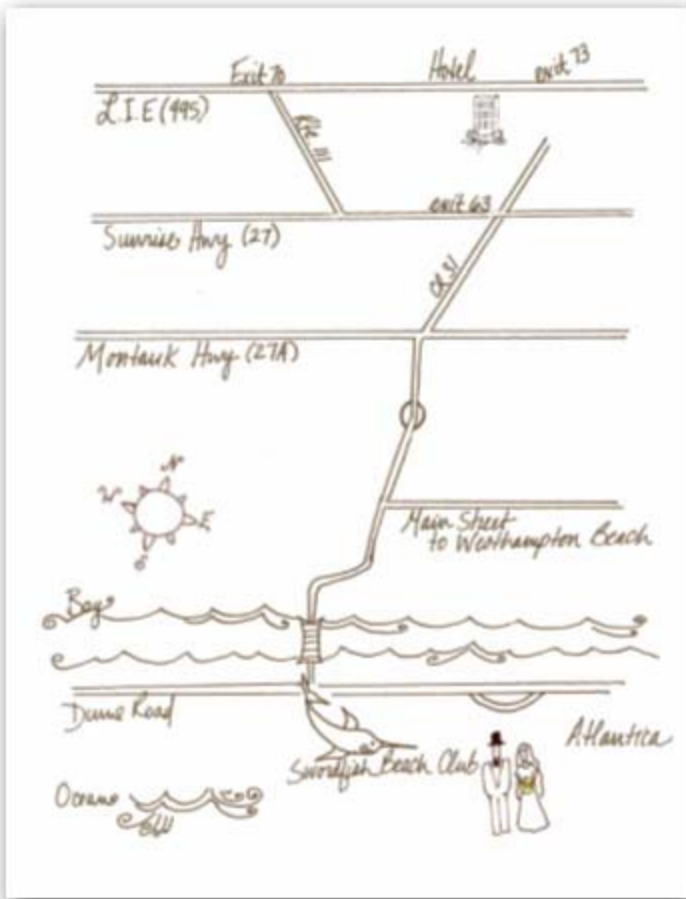 Exit 70
Hotel
exit 73
L.I.E (495)
Rte 111
exit 63
Sunrise Hwy (27)
CR 31
Montauk Hwy (27A)
N
W
E
S
Main Street
to Westhampton Beach
Bay
Dune Road
Atlantica
Swordfish Beach Club
Ocean